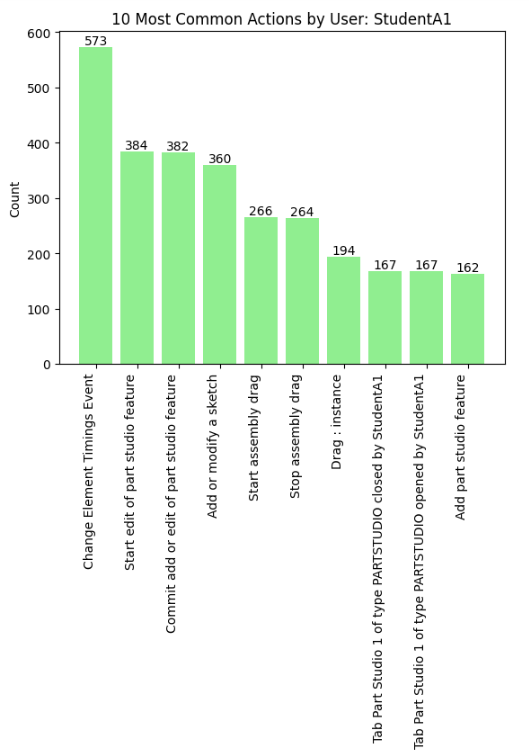 10 Most Common Actions by User: StudentA1
600
500
400
300
200
100
0
Count
573
384
382
360
266
264
194
167
167
162
Change Element Timings Event
Start edit of part studio feature
Commit add or edit of part studio feature
Add or modify a sketch
Start assembly drag
Stop assembly drag
Drag : instance
Tab Part Studio 1 of type PARTSTUDIO closed by StudentA1
Tab Part Studio 1 of type PARTSTUDIO opened by StudentA1
Add part studio feature